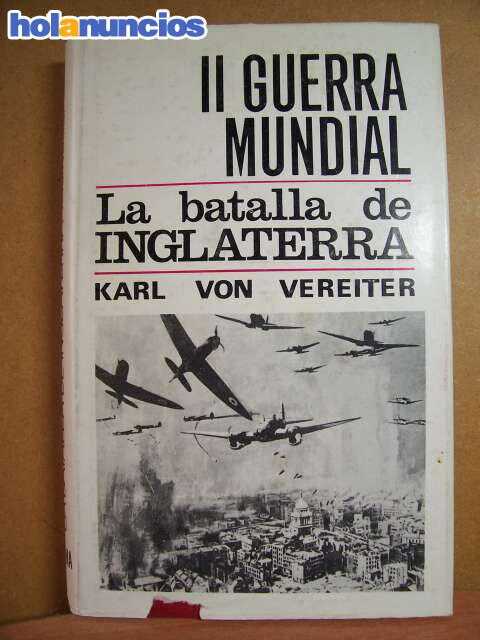 holanuncios
II GUERRA
MUNDIAL
La batalla de
INGLATERRA
KARL VON VEREITER